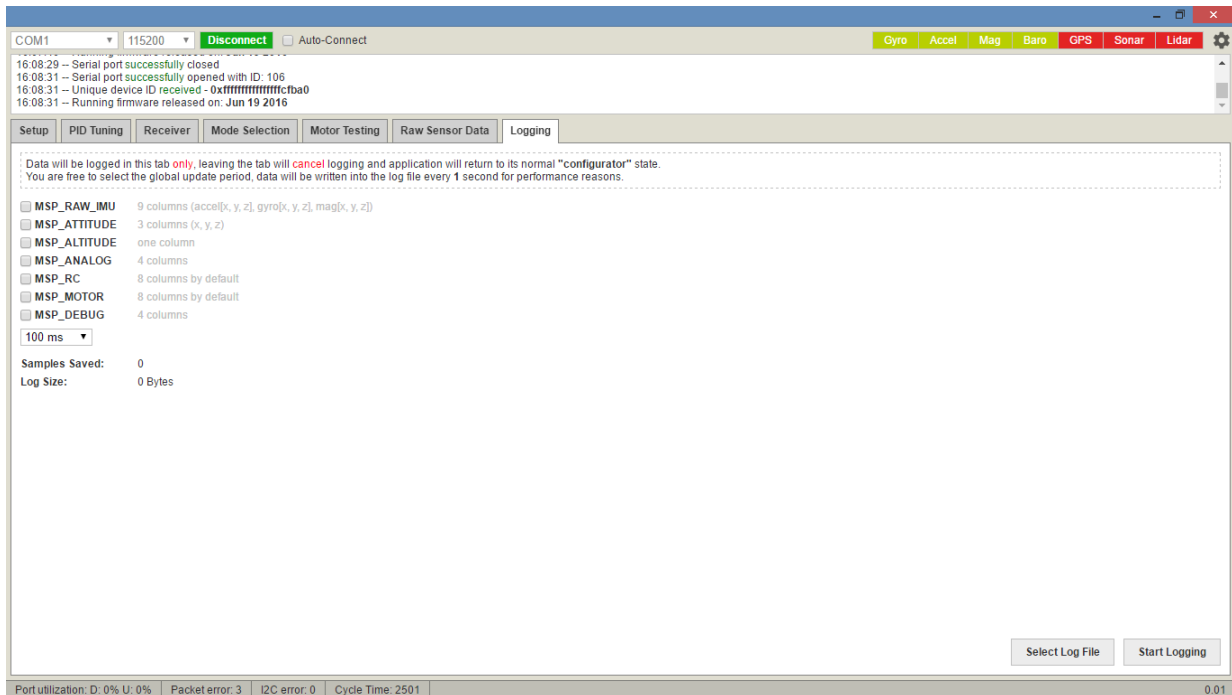 COM1 115200 Disconnect Auto-Connect Gyro Accel Mag Baro GPS Sonar Lidar
16:08:29 -- Serial port successfully closed
16:08:31 -- Serial port successfully opened with ID: 106
16:08:31 -- Unique device ID received - 0xfffffffffffffffcfba0
16:08:31 -- Running firmware released on: Jun 19 2016
Setup PID Tuning Receiver Mode Selection Motor Testing Raw Sensor Data Logging
Data will be logged in this tab only, leaving the tab will cancel logging and application will return to its normal "configurator" state.
You are free to select the global update period, data will be written into the log file every 1 second for performance reasons.
MSP_RAW_IMU 9 columns (accel[x, y, z], gyro[x, y, z], mag[x, y, z])
MSP_ATTITUDE 3 columns (x, y, z)
MSP_ALTITUDE one column
MSP_ANALOG 4 columns
MSP_RC 8 columns by default
MSP_MOTOR 8 columns by default
MSP_DEBUG 4 columns
100 ms
Samples Saved: 0
Log Size: 0 Bytes
Select Log File Start Logging
Port utilization: D: 0% U: 0% Packet error: 3 I2C error: 0 Cycle Time: 2501 0.01